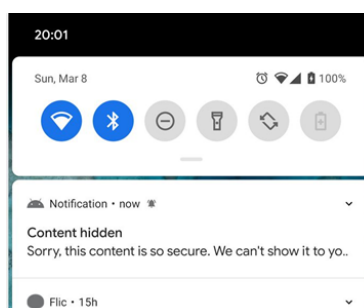 20:01
Sun, Mar 8 100%
Notification • now
Content hidden
Sorry, this content is so secure. We can't show it to yo..
Flic • 15h